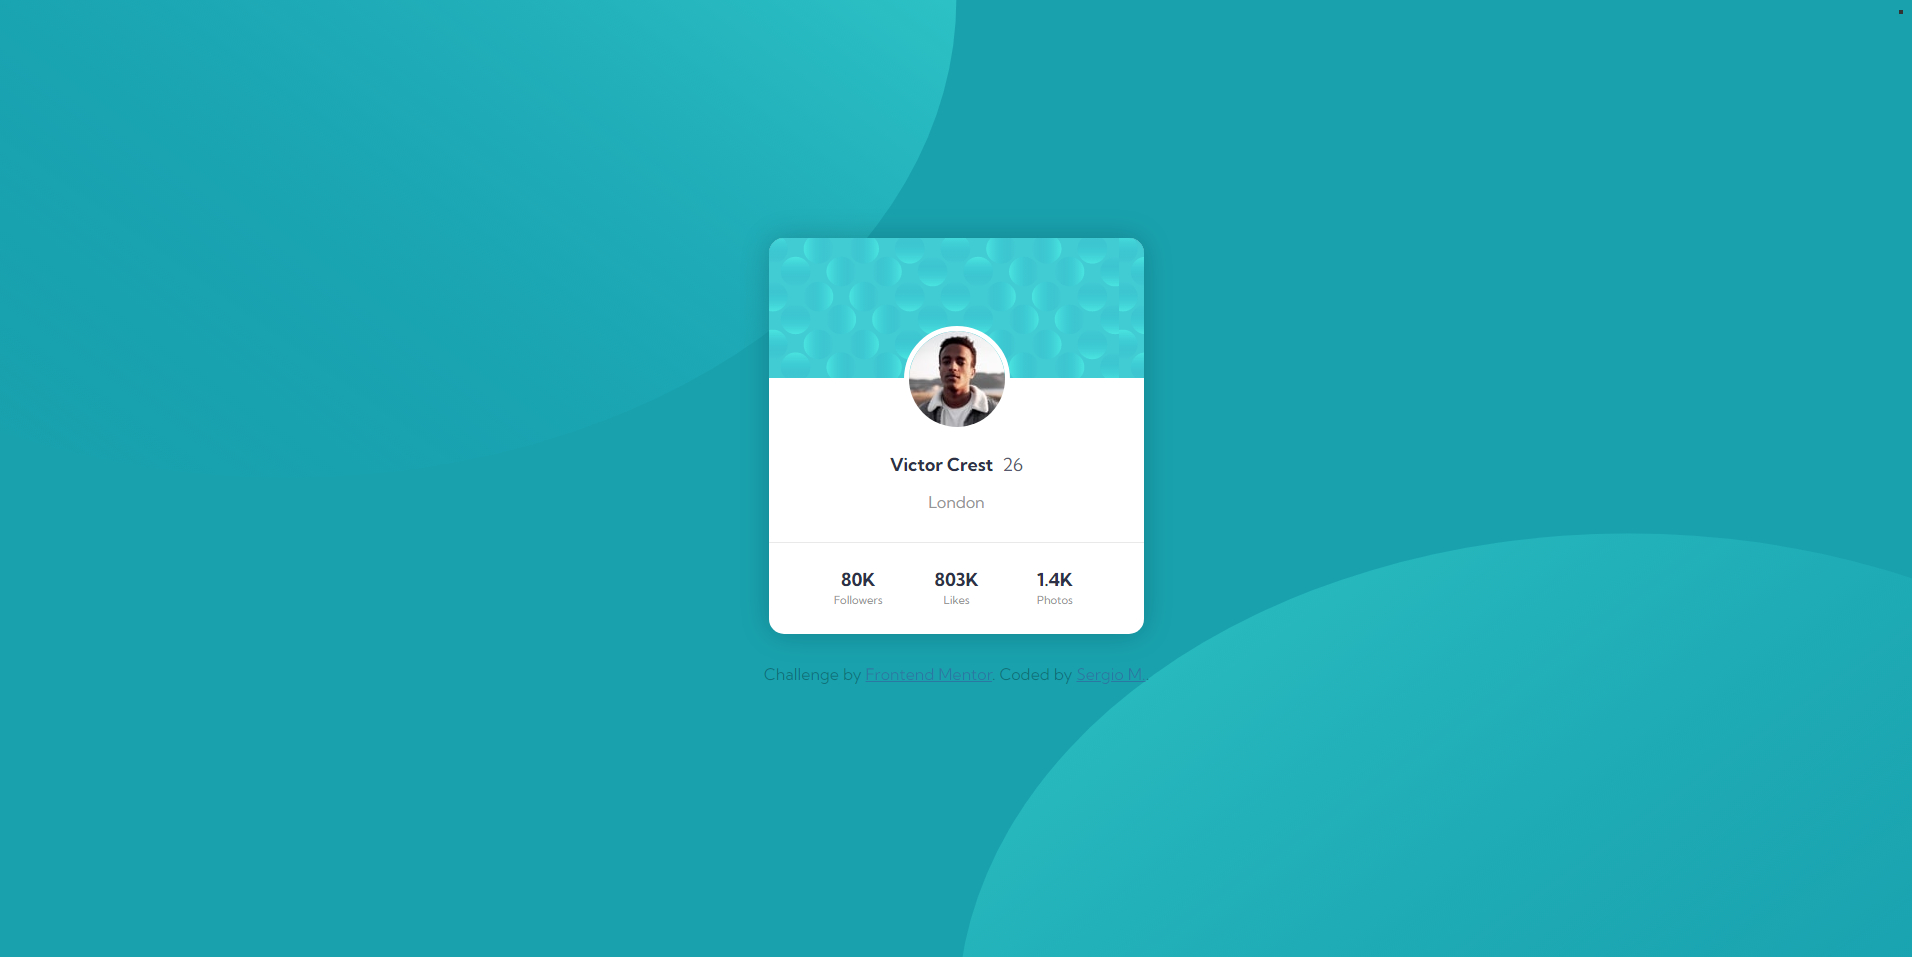 Victor Crest 26
London
80K 803K 1.4K
Followers Likes Photos
Challenge by Frontend Mentor. Coded by Sergio M..